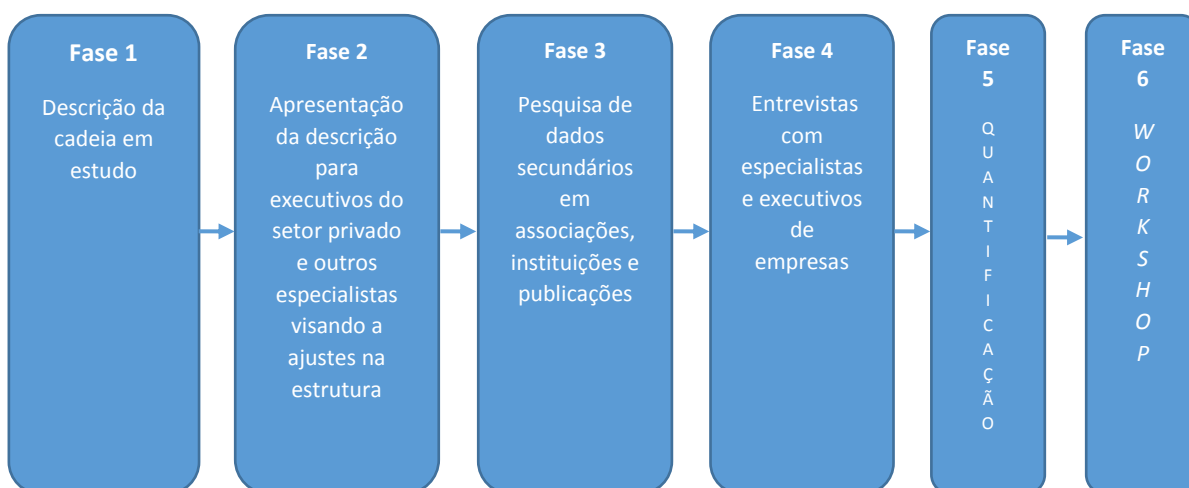 Fase 1
Descrição da
cadeia em
estudo
Fase 2
Apresentação
da descrição
para
executivos do
setor privado
e outros
especialistas
visando a
ajustes na
estrutura
Fase 3
Pesquisa de
dados
secundários
em
associações,
instituições e
publicações
Fase 4
Entrevistas
com
especialistas
e executivos
de
empresas
Fase
5
Q
U
A
N
T
I
F
I
C
A
Ç
Ã
O
Fase
6
W
O
R
K
S
H
O
P